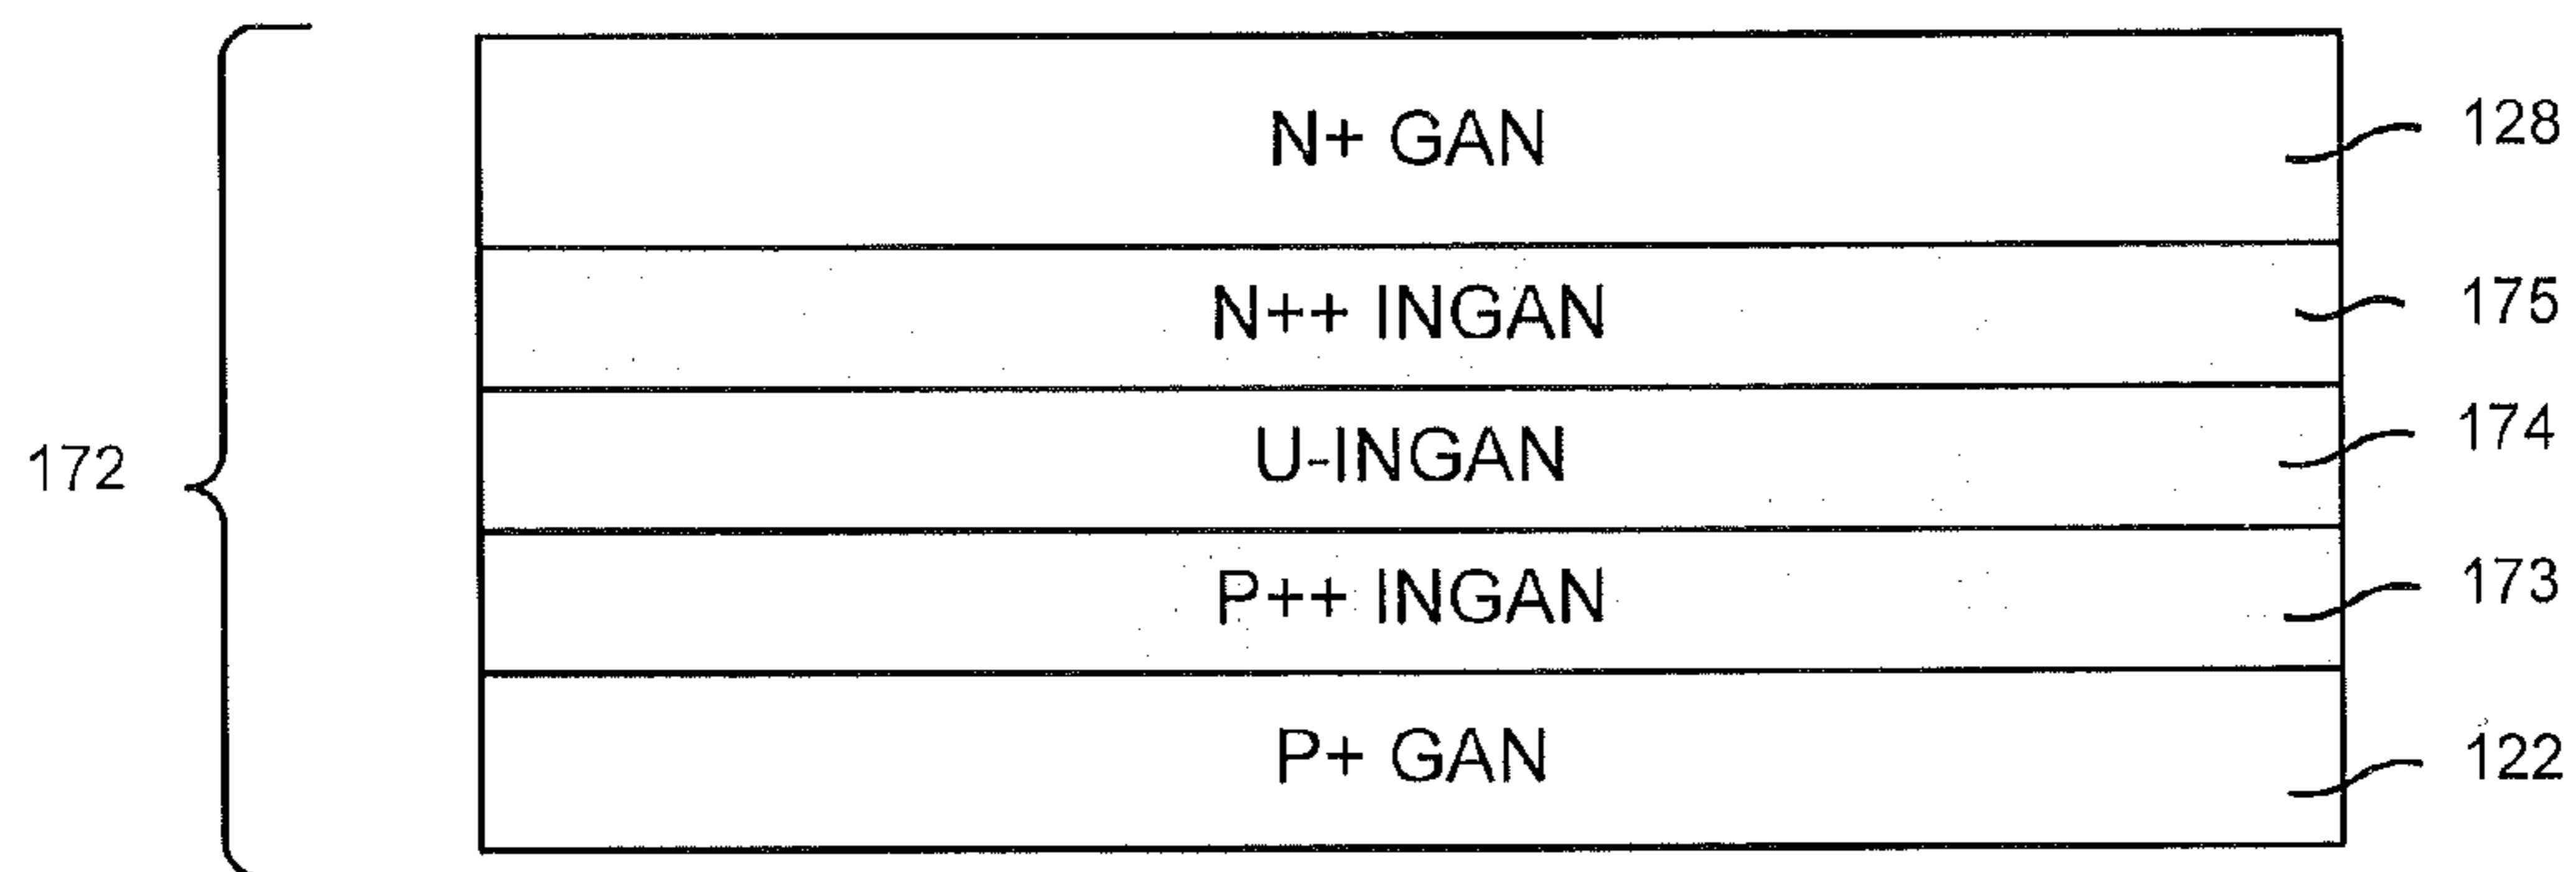 N+ GAN 128
N++ INGAN 175
172 U-INGAN 174
P++ INGAN 173
P+ GAN 122